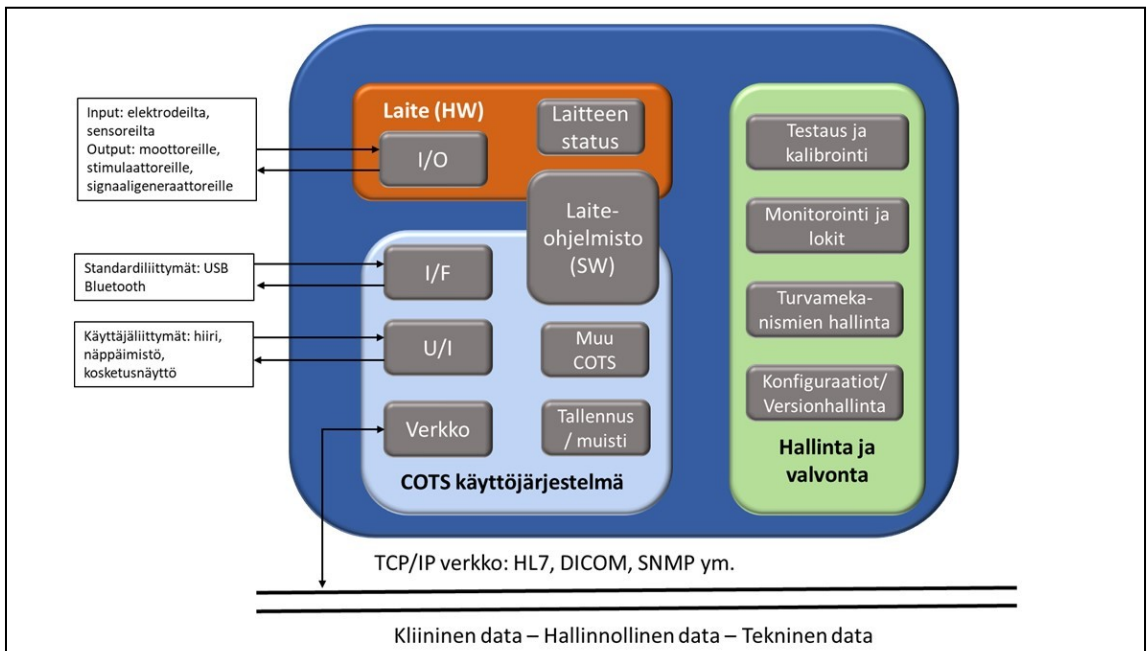 Input: elektrodeilta,
sensoreilta
Output: moottoreille,
stimulaattoreille,
signaaligeneraattoreille
Standardiliittymät: USB
Bluetooth
Käyttäjäliittymät: hiiri,
näppäimistö,
kosketusnäyttö
Laite (HW)
I/O
Laitteen
status
Laite-
ohjelmisto
(SW)
I/F
U/I
Muu
COTS
Verkko
Tallennus
/ muisti
COTS käyttöjärjestelmä
Testaus ja
kalibrointi
Monitorointi ja
lokit
Turvameka-
nismien hallinta
Konfiguraatiot/
Versionhallinta
Hallinta ja
valvonta
TCP/IP verkko: HL7, DICOM, SNMP ym.
Kliininen data – Hallinnollinen data – Tekninen data